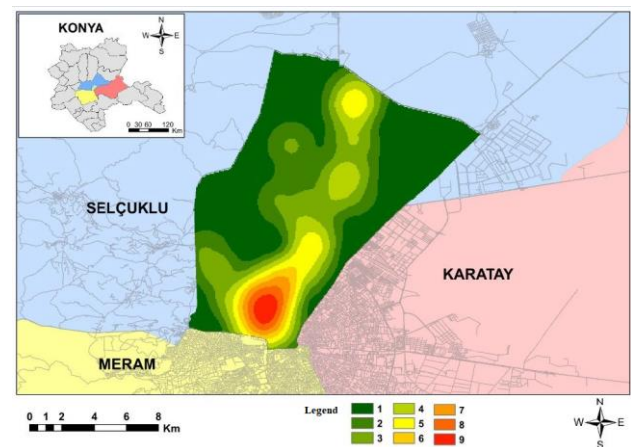 KONYA
N
W E
S
0 30 60 120
Km
SELÇUKLU
KARATAY
MERAM
0 1 2 4 6 8
Km
Legend
1 4 7
2 5 8
3 6 9
N
W E
S